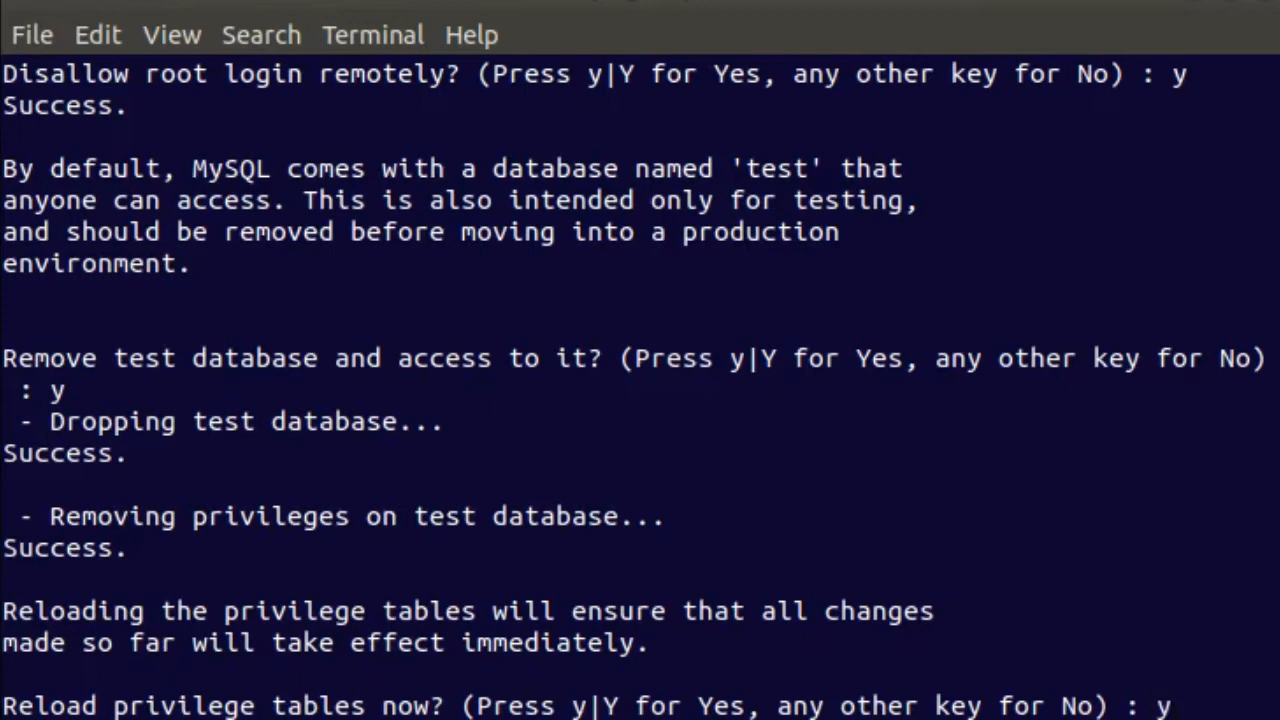 File Edit View Search Terminal Help
Disallow root login remotely? (Press y|Y for Yes, any other key for No) : y
Success.
By default, MySQL comes with a database named 'test' that
anyone can access. This is also intended only for testing,
and should be removed before moving into a production
environment.
Remove test database and access to it? (Press y|Y for Yes, any other key for No)
 : y
 - Dropping test database...
Success.
 - Removing privileges on test database...
Success.
Reloading the privilege tables will ensure that all changes
made so far will take effect immediately.
Reload privilege tables now? (Press y|Y for Yes, any other key for No) : y